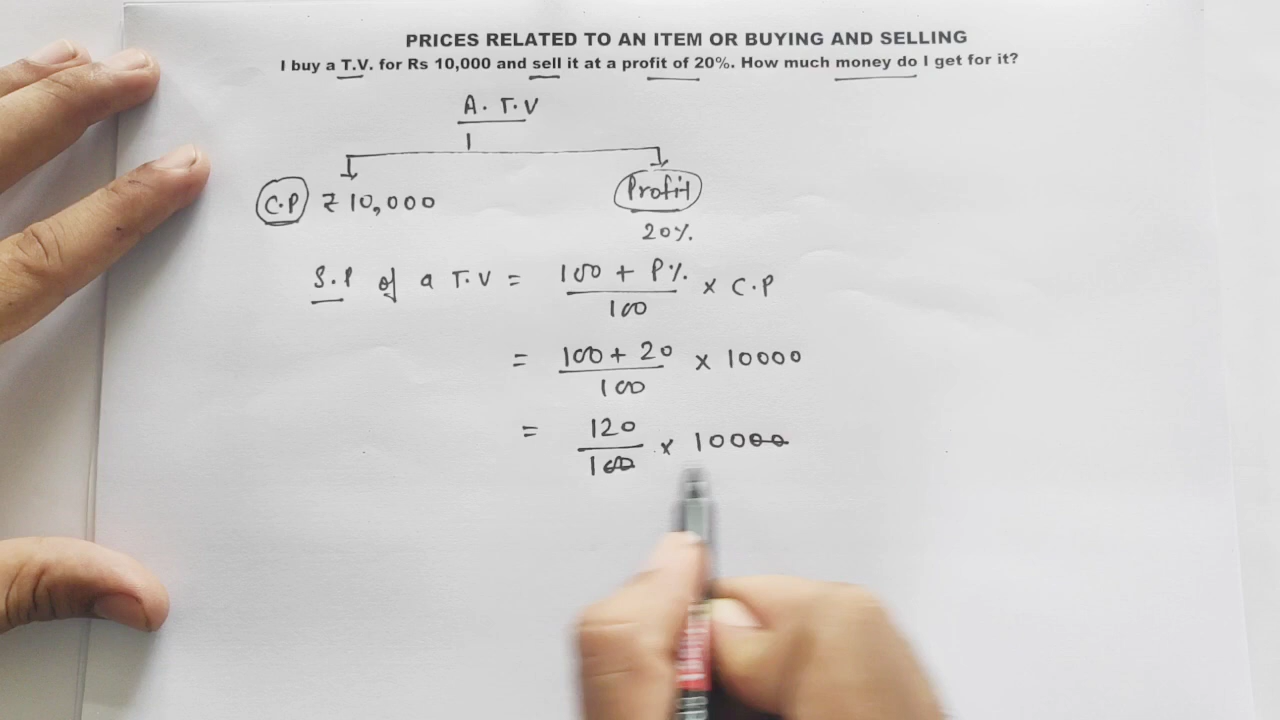 PRICES RELATED TO AN ITEM OR BUYING AND SELLING
I buy a T.V. for Rs 10,000 and sell it at a profit of 20%. How much money do I get for it?
A. T.V
C.P ₹ 10,000 Profit
20%.
S.P of a T.V = 100 + P% / 100 × C.P
= 100 + 20 / 100 × 10000
= 120 / 100 × 10000